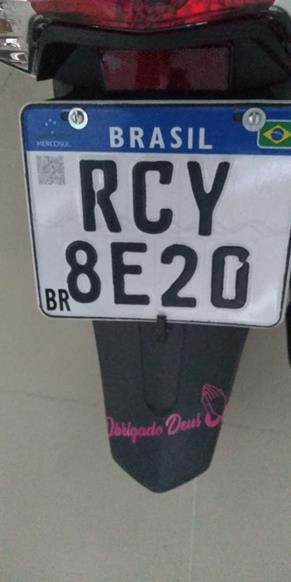 MERCOSUL
BRASIL
RCY
8E20
BR
Obrigado Deus